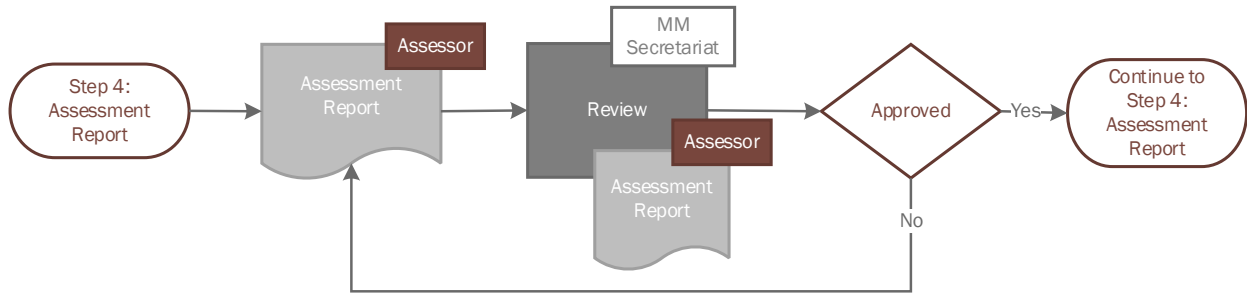 Step 4:
Assessment
Report
Assessor
Assessment
Report
MM
Secretariat
Review
Assessor
Assessment
Report
Approved
Yes
No
Continue to
Step 4:
Assessment
Report